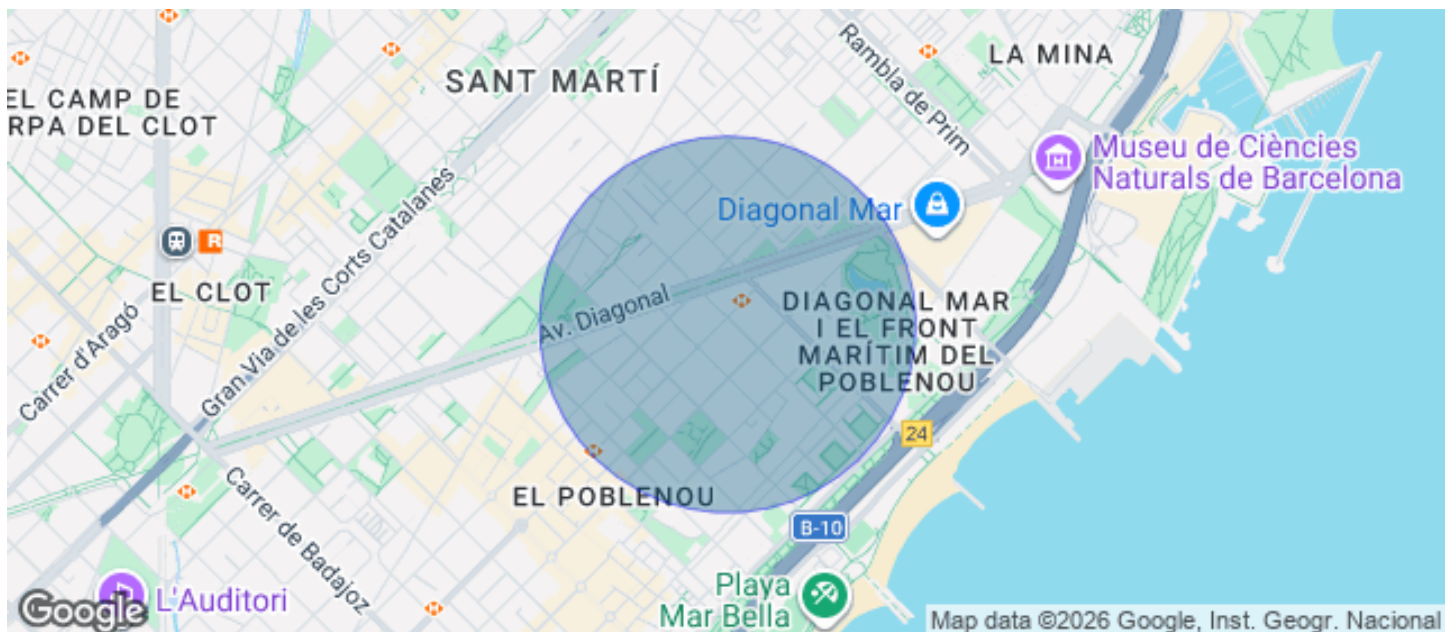 LA MINA
Rambla de Prim
SANT MARTÍ
EL CAMP DE
RPA DEL CLOT
Museu de Ciències
Naturals de Barcelona
Diagonal Mar
Gran Via de les Corts Catalanes
R
EL CLOT
Av. Diagonal
DIAGONAL MAR
I EL FRONT
MARÍTIM DEL
POBLENOU
Carrer d'Aragó
24
EL POBLENOU
Carrer de Badajoz
B-10
Playa
Mar Bella
L'Auditori
Google
Map data ©2026 Google, Inst. Geogr. Nacional